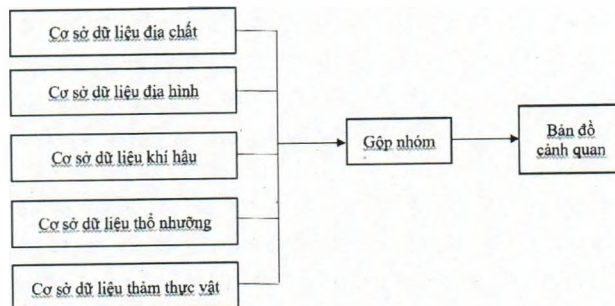 Cơ sở dữ liệu địa chất
Cơ sở dữ liệu địa hình
Cơ sở dữ liệu khí hậu
Cơ sở dữ liệu thổ nhưỡng
Cơ sở dữ liệu thảm thực vật
Gộp nhóm
Bản đồ
cảnh quan